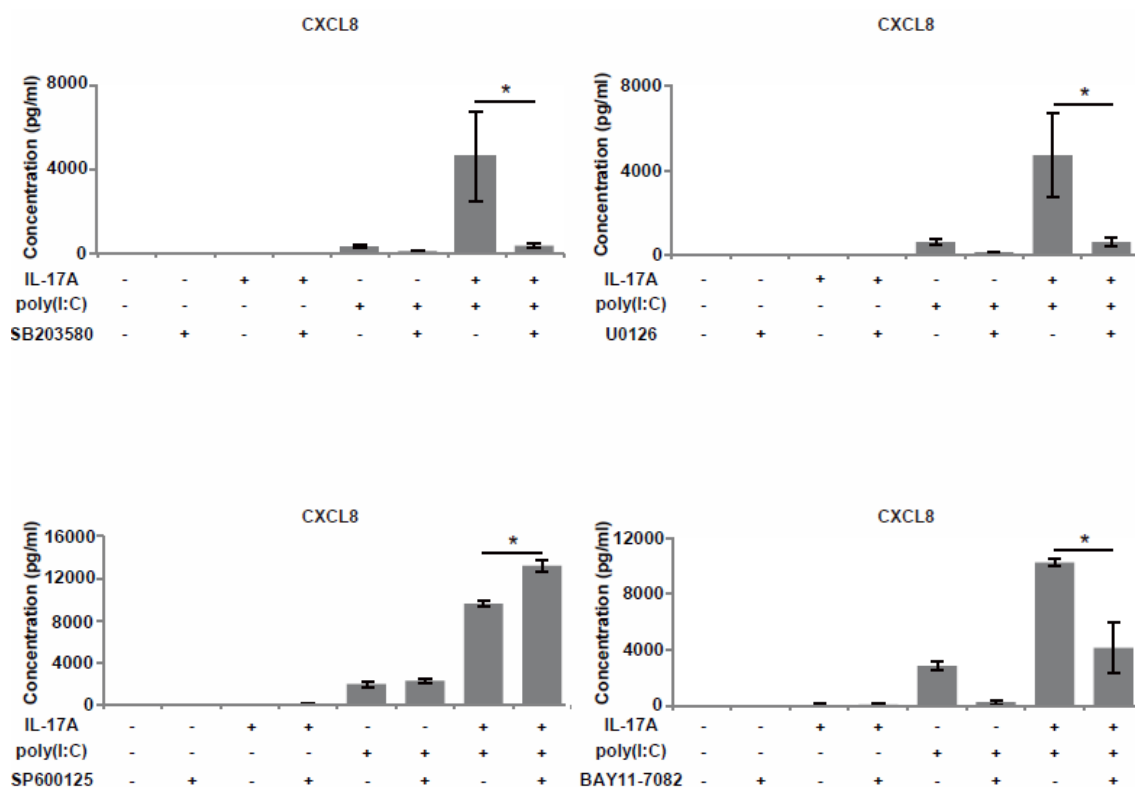 CXCL8
Concentration (pg/ml)
8000
*
4000
0
IL-17A - - + + - - + +
poly(I:C) - - - - + + + +
SB203580 - + - + - + - +
CXCL8
Concentration (pg/ml)
8000
*
4000
0
IL-17A - - + + - - + +
poly(I:C) - - - - + + + +
U0126 - + - + - + - +
CXCL8
Concentration (pg/ml)
16000
*
12000
8000
4000
0
IL-17A - - + + - - + +
poly(I:C) - - - - + + + +
SP600125 - + - + - + - +
CXCL8
Concentration (pg/ml)
12000
*
8000
4000
0
IL-17A - - + + - - + +
poly(I:C) - - - - + + + +
BAY11-7082 - + - + - + - +